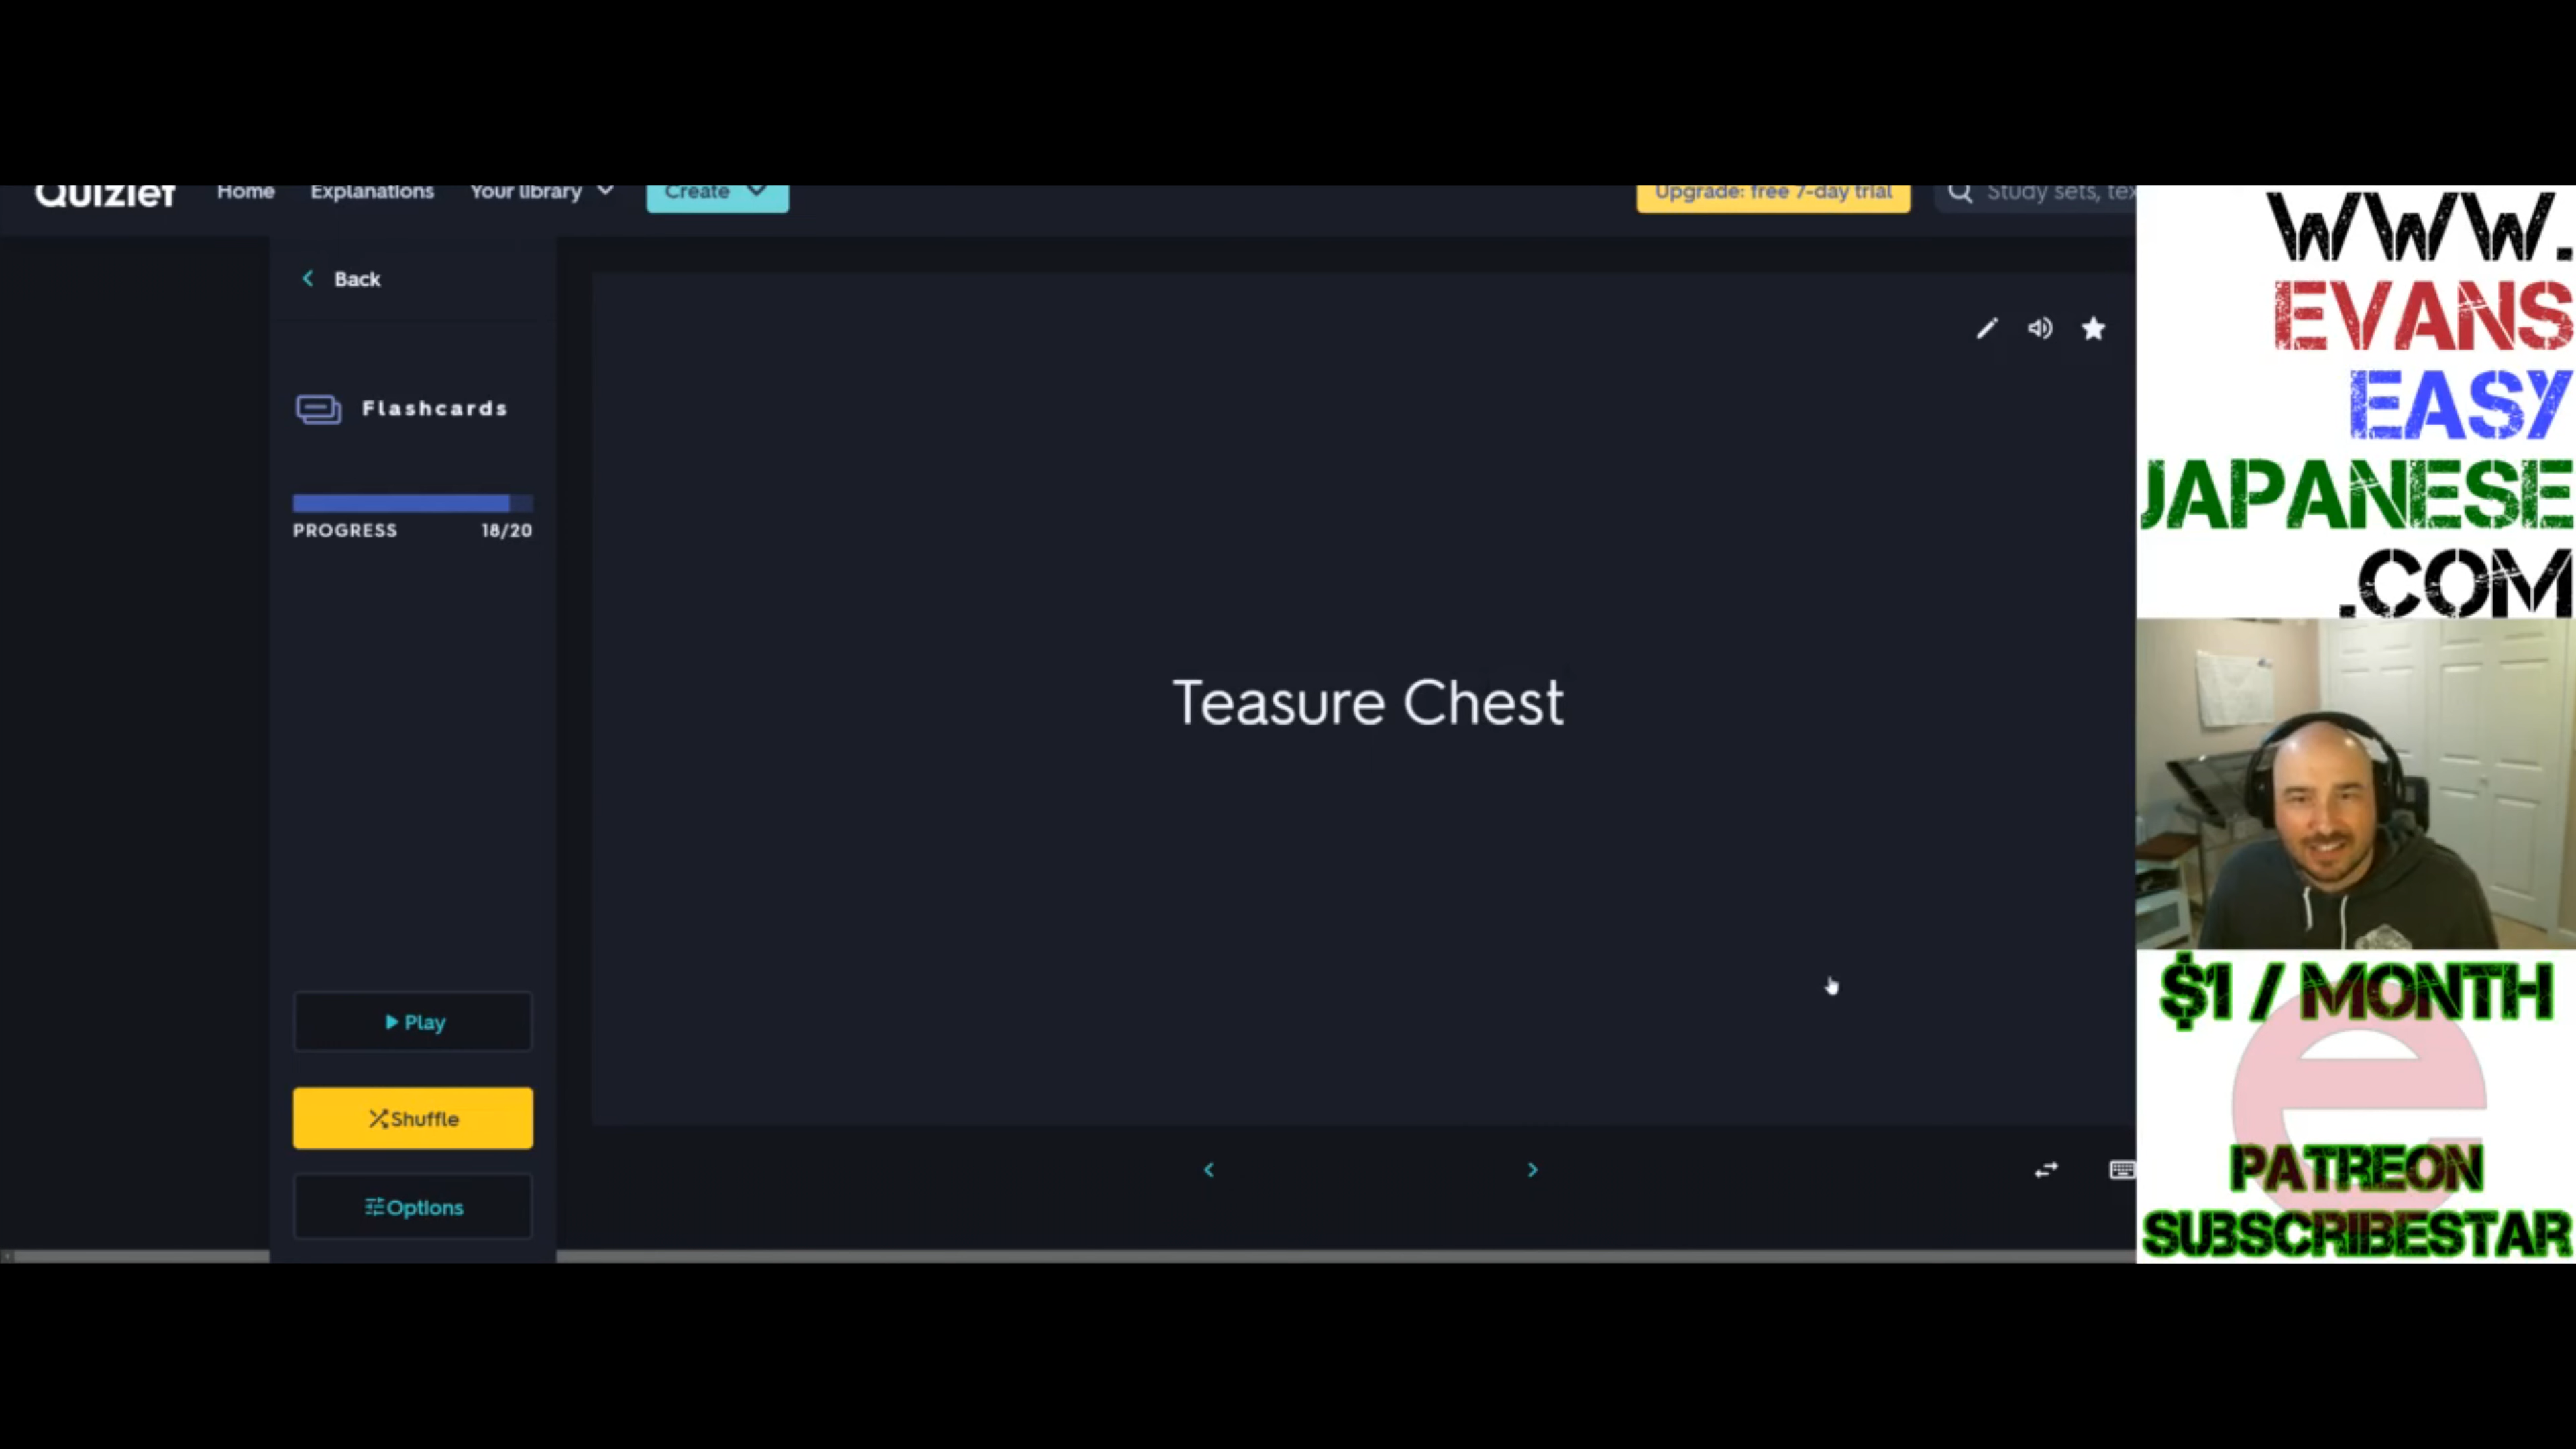 Quizlet Home Explanations Your library Create Upgrade: free 7-day trial Study sets, tex
Back
Flashcards
PROGRESS 18/20
Teasure Chest
Play
Shuffle
Options
WWW.
EVANS
EASY
JAPANESE
.COM
$1 / MONTH
e
PATREON
SUBSCRIBESTAR